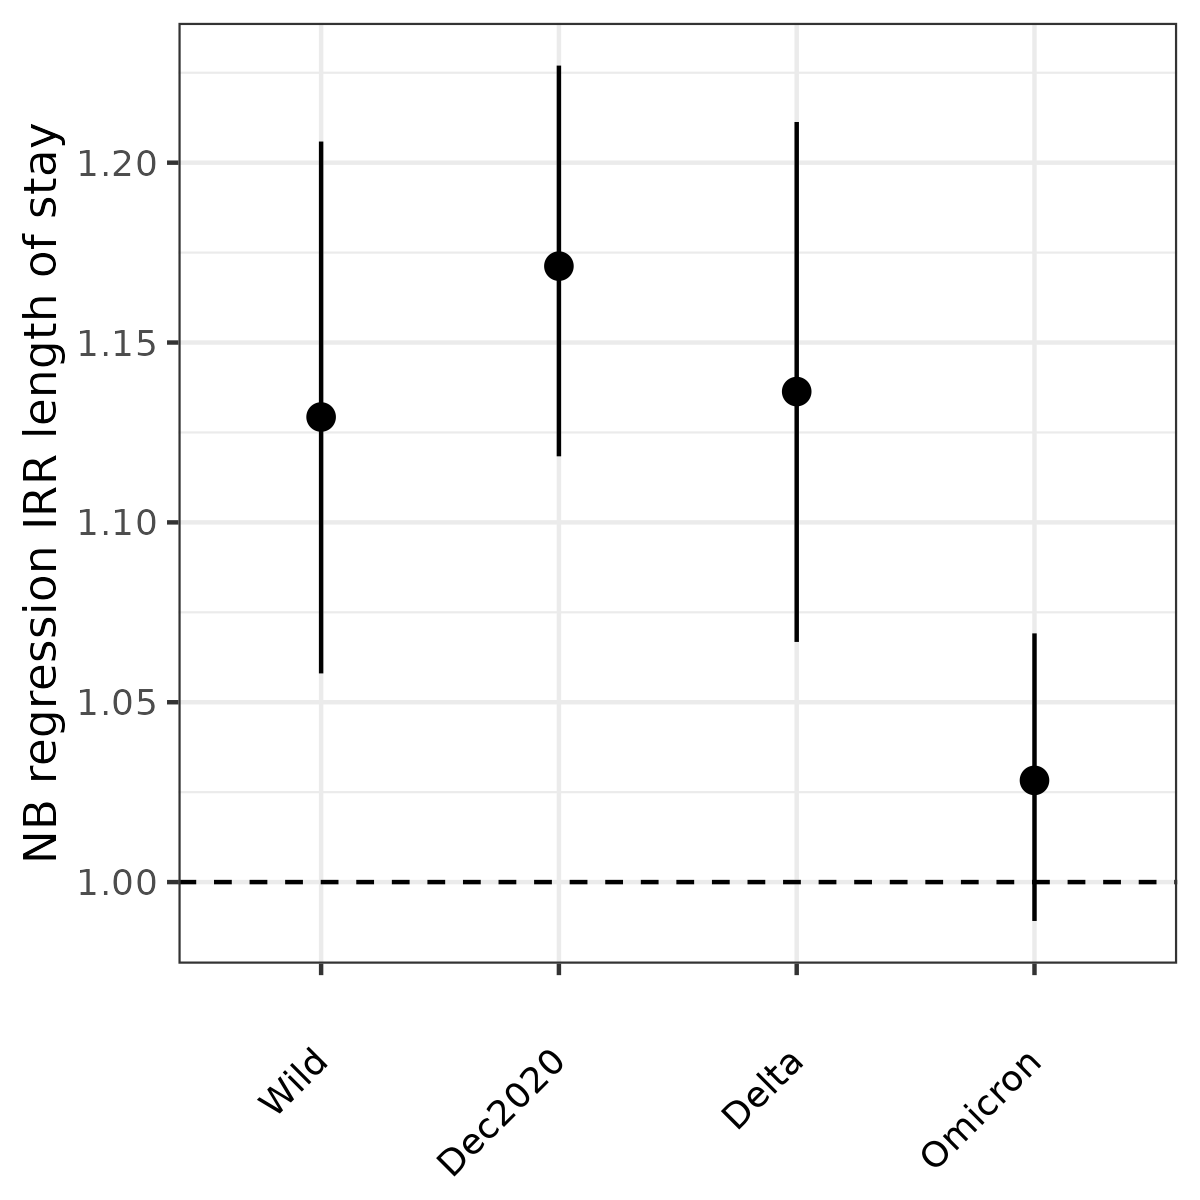 NB regression IRR length of stay
1.20
1.15
1.10
1.05
1.00
Wild
Dec2020
Delta
Omicron